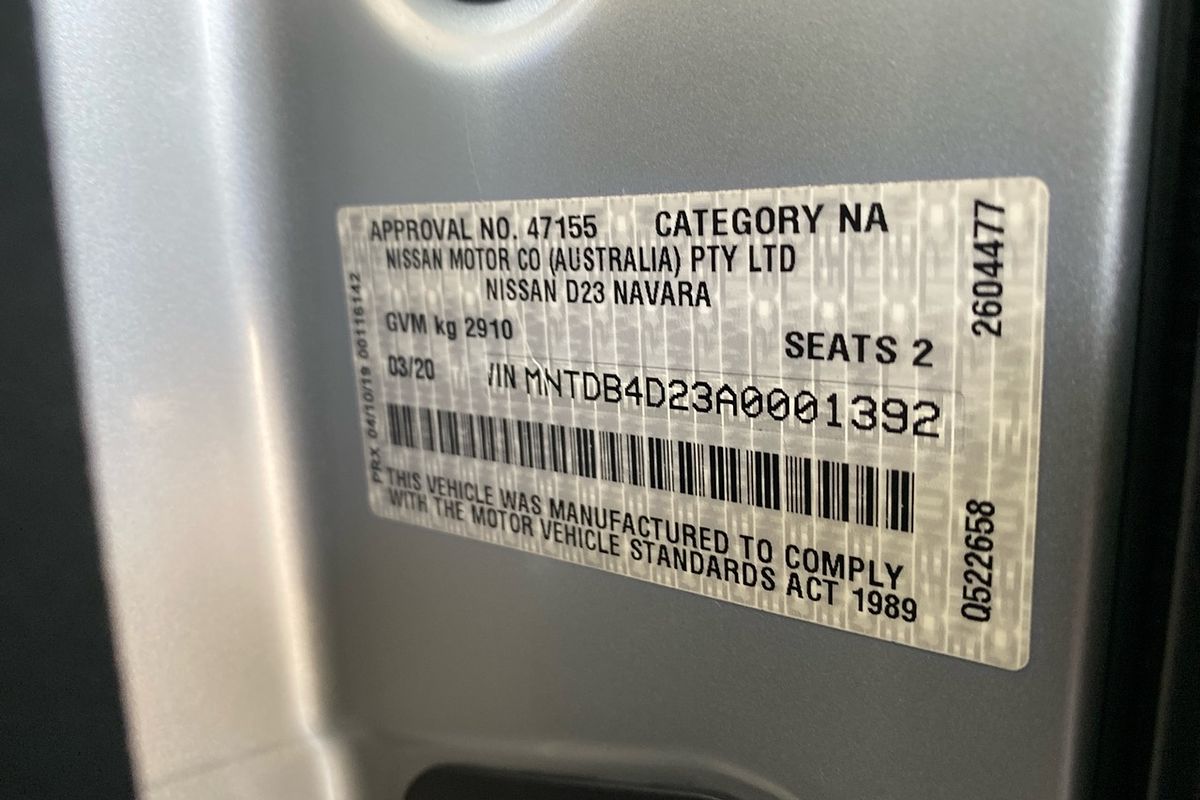 APPROVAL NO. 47155 CATEGORY NA
NISSAN MOTOR CO (AUSTRALIA) PTY LTD
NISSAN D23 NAVARA
GVM kg 2910
SEATS 2
03/20 VIN MNTDB4D23A0001392
THIS VEHICLE WAS MANUFACTURED TO COMPLY
WITH THE MOTOR VEHICLE STANDARDS ACT 1989
PRX 04/10/19 00116142
2604477
Q522658